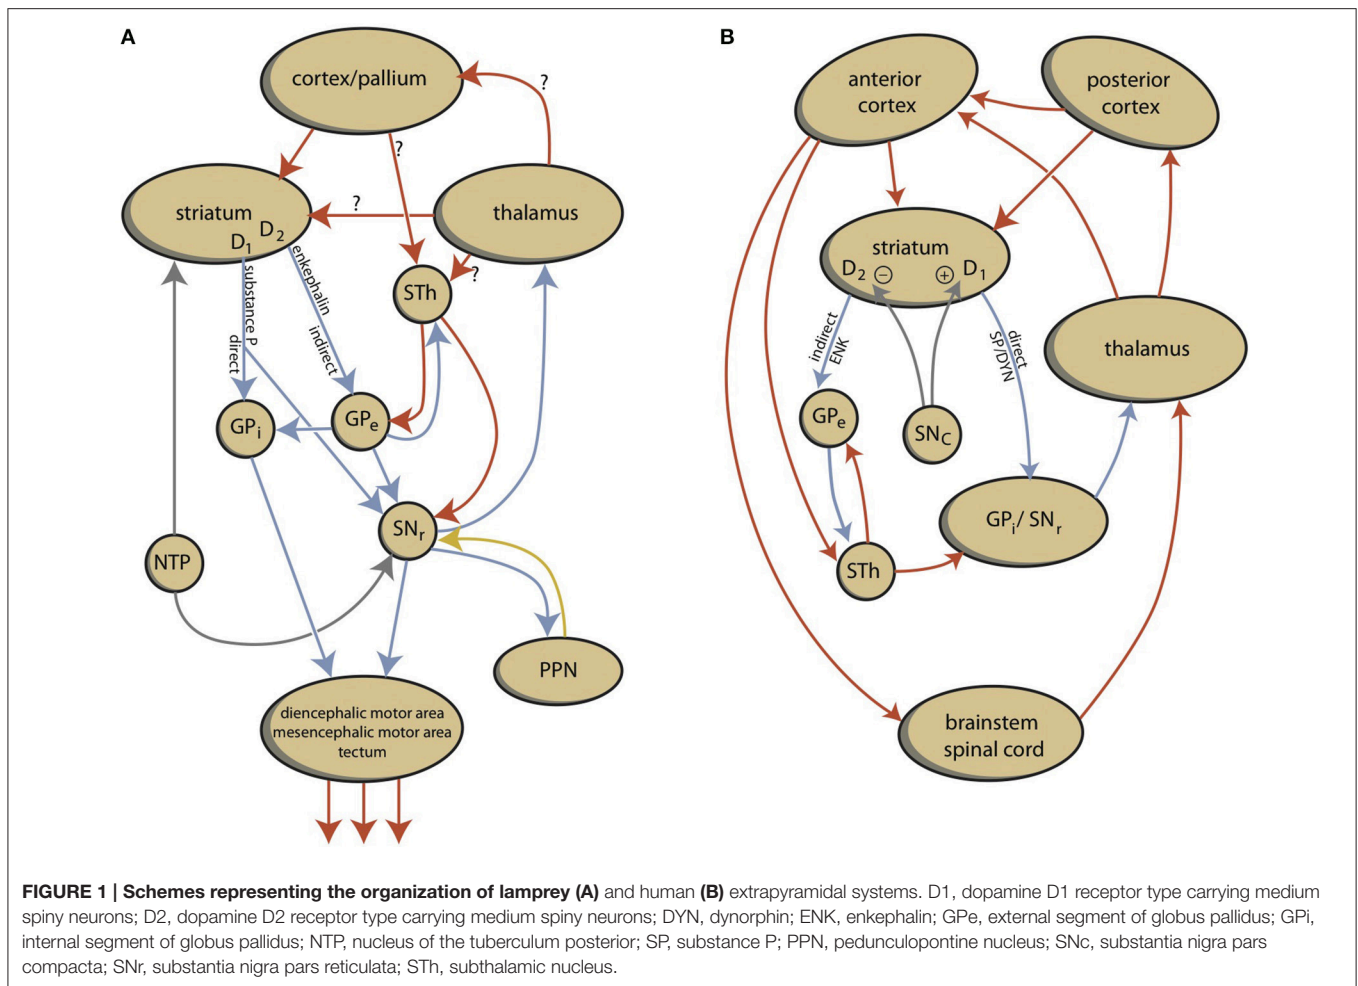 A
cortex/pallium
?
?
striatum
D1
D2
?
thalamus
?
STh
substance P
direct
enkephalin
indirect
GPi
GPe
SNr
NTP
PPN
diencephalic motor area
mesencephalic motor area
tectum
B
anterior
cortex
posterior
cortex
striatum
D2 −
+ D1
indirect
ENK
direct
SP/DYN
thalamus
GPe
SNC
GPi/ SNr
STh
brainstem
spinal cord
FIGURE 1 | Schemes representing the organization of lamprey (A) and human (B) extrapyramidal systems. D1, dopamine D1 receptor type carrying medium
spiny neurons; D2, dopamine D2 receptor type carrying medium spiny neurons; DYN, dynorphin; ENK, enkephalin; GPe, external segment of globus pallidus; GPi,
internal segment of globus pallidus; NTP, nucleus of the tuberculum posterior; SP, substance P; PPN, pedunculopontine nucleus; SNc, substantia nigra pars
compacta; SNr, substantia nigra pars reticulata; STh, subthalamic nucleus.